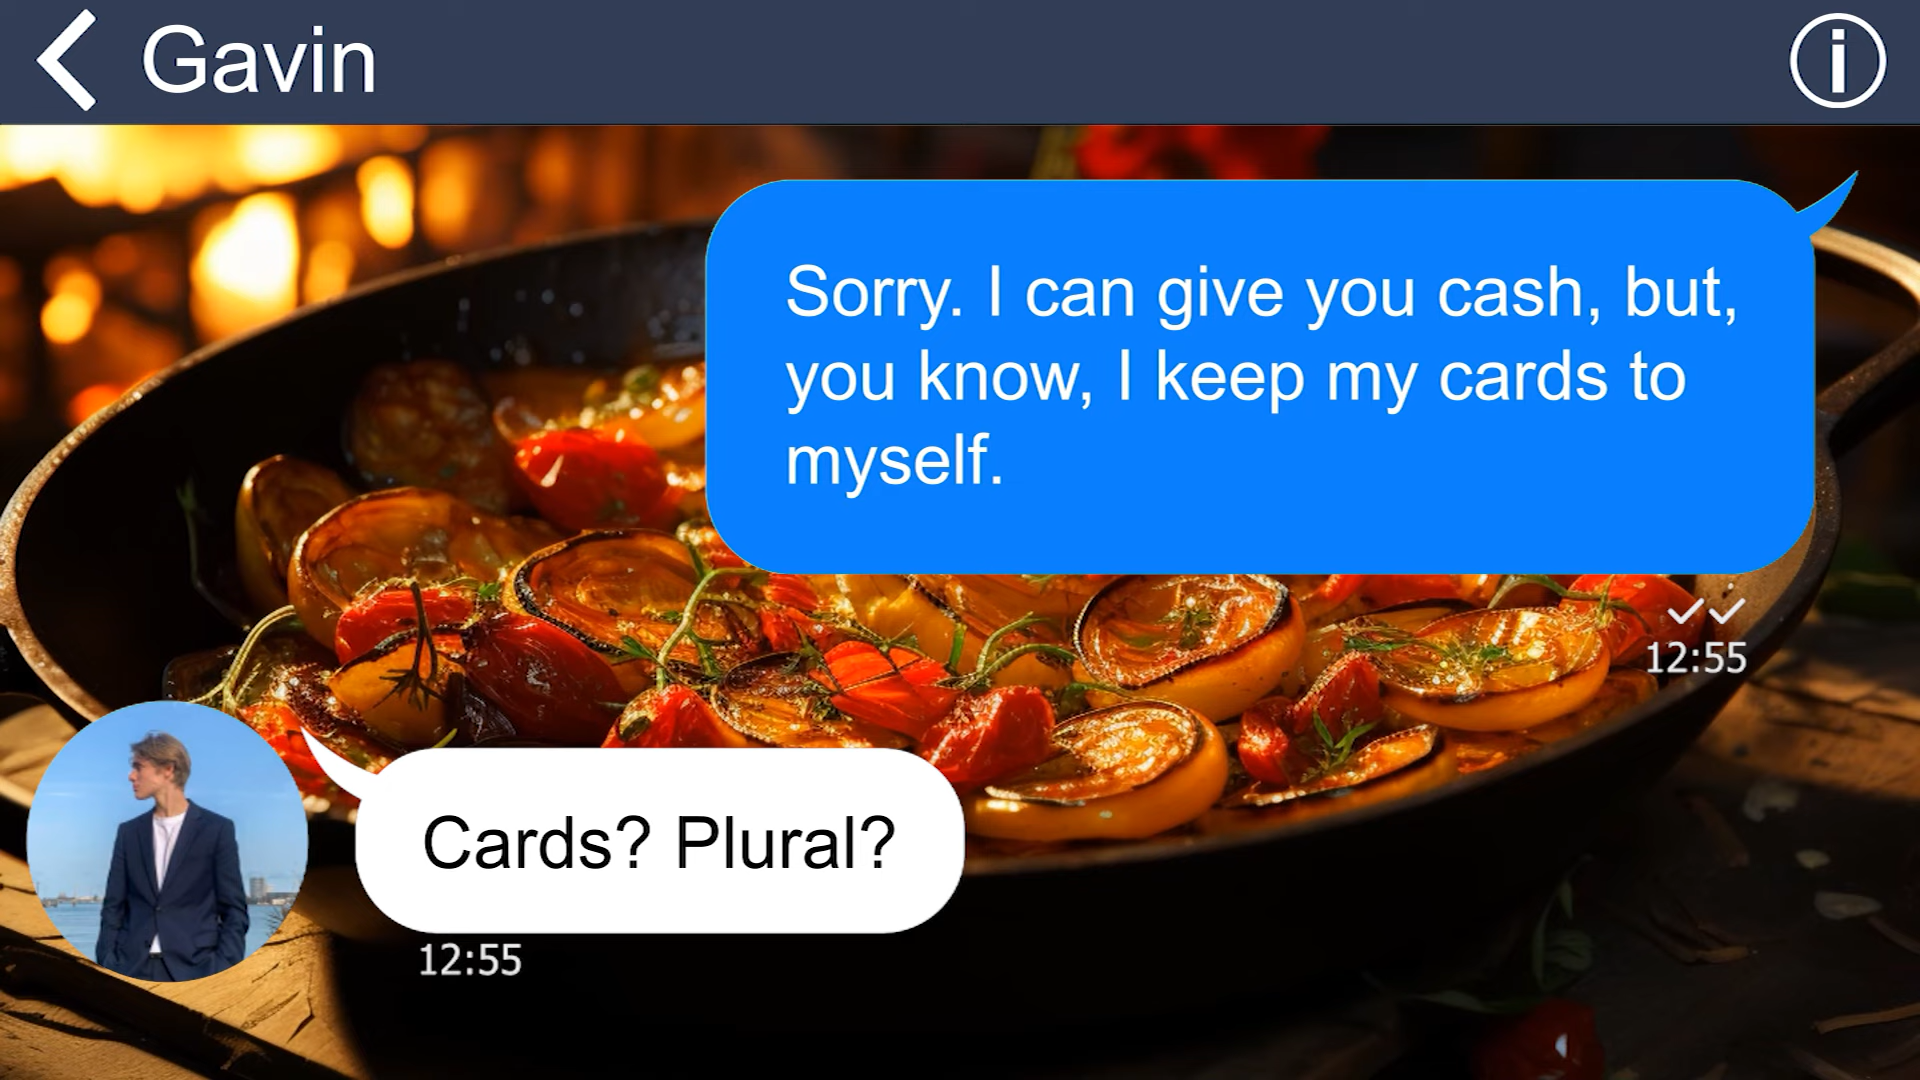 Gavin
Sorry. I can give you cash, but,
you know, I keep my cards to
myself.
12:55
Cards? Plural?
12:55